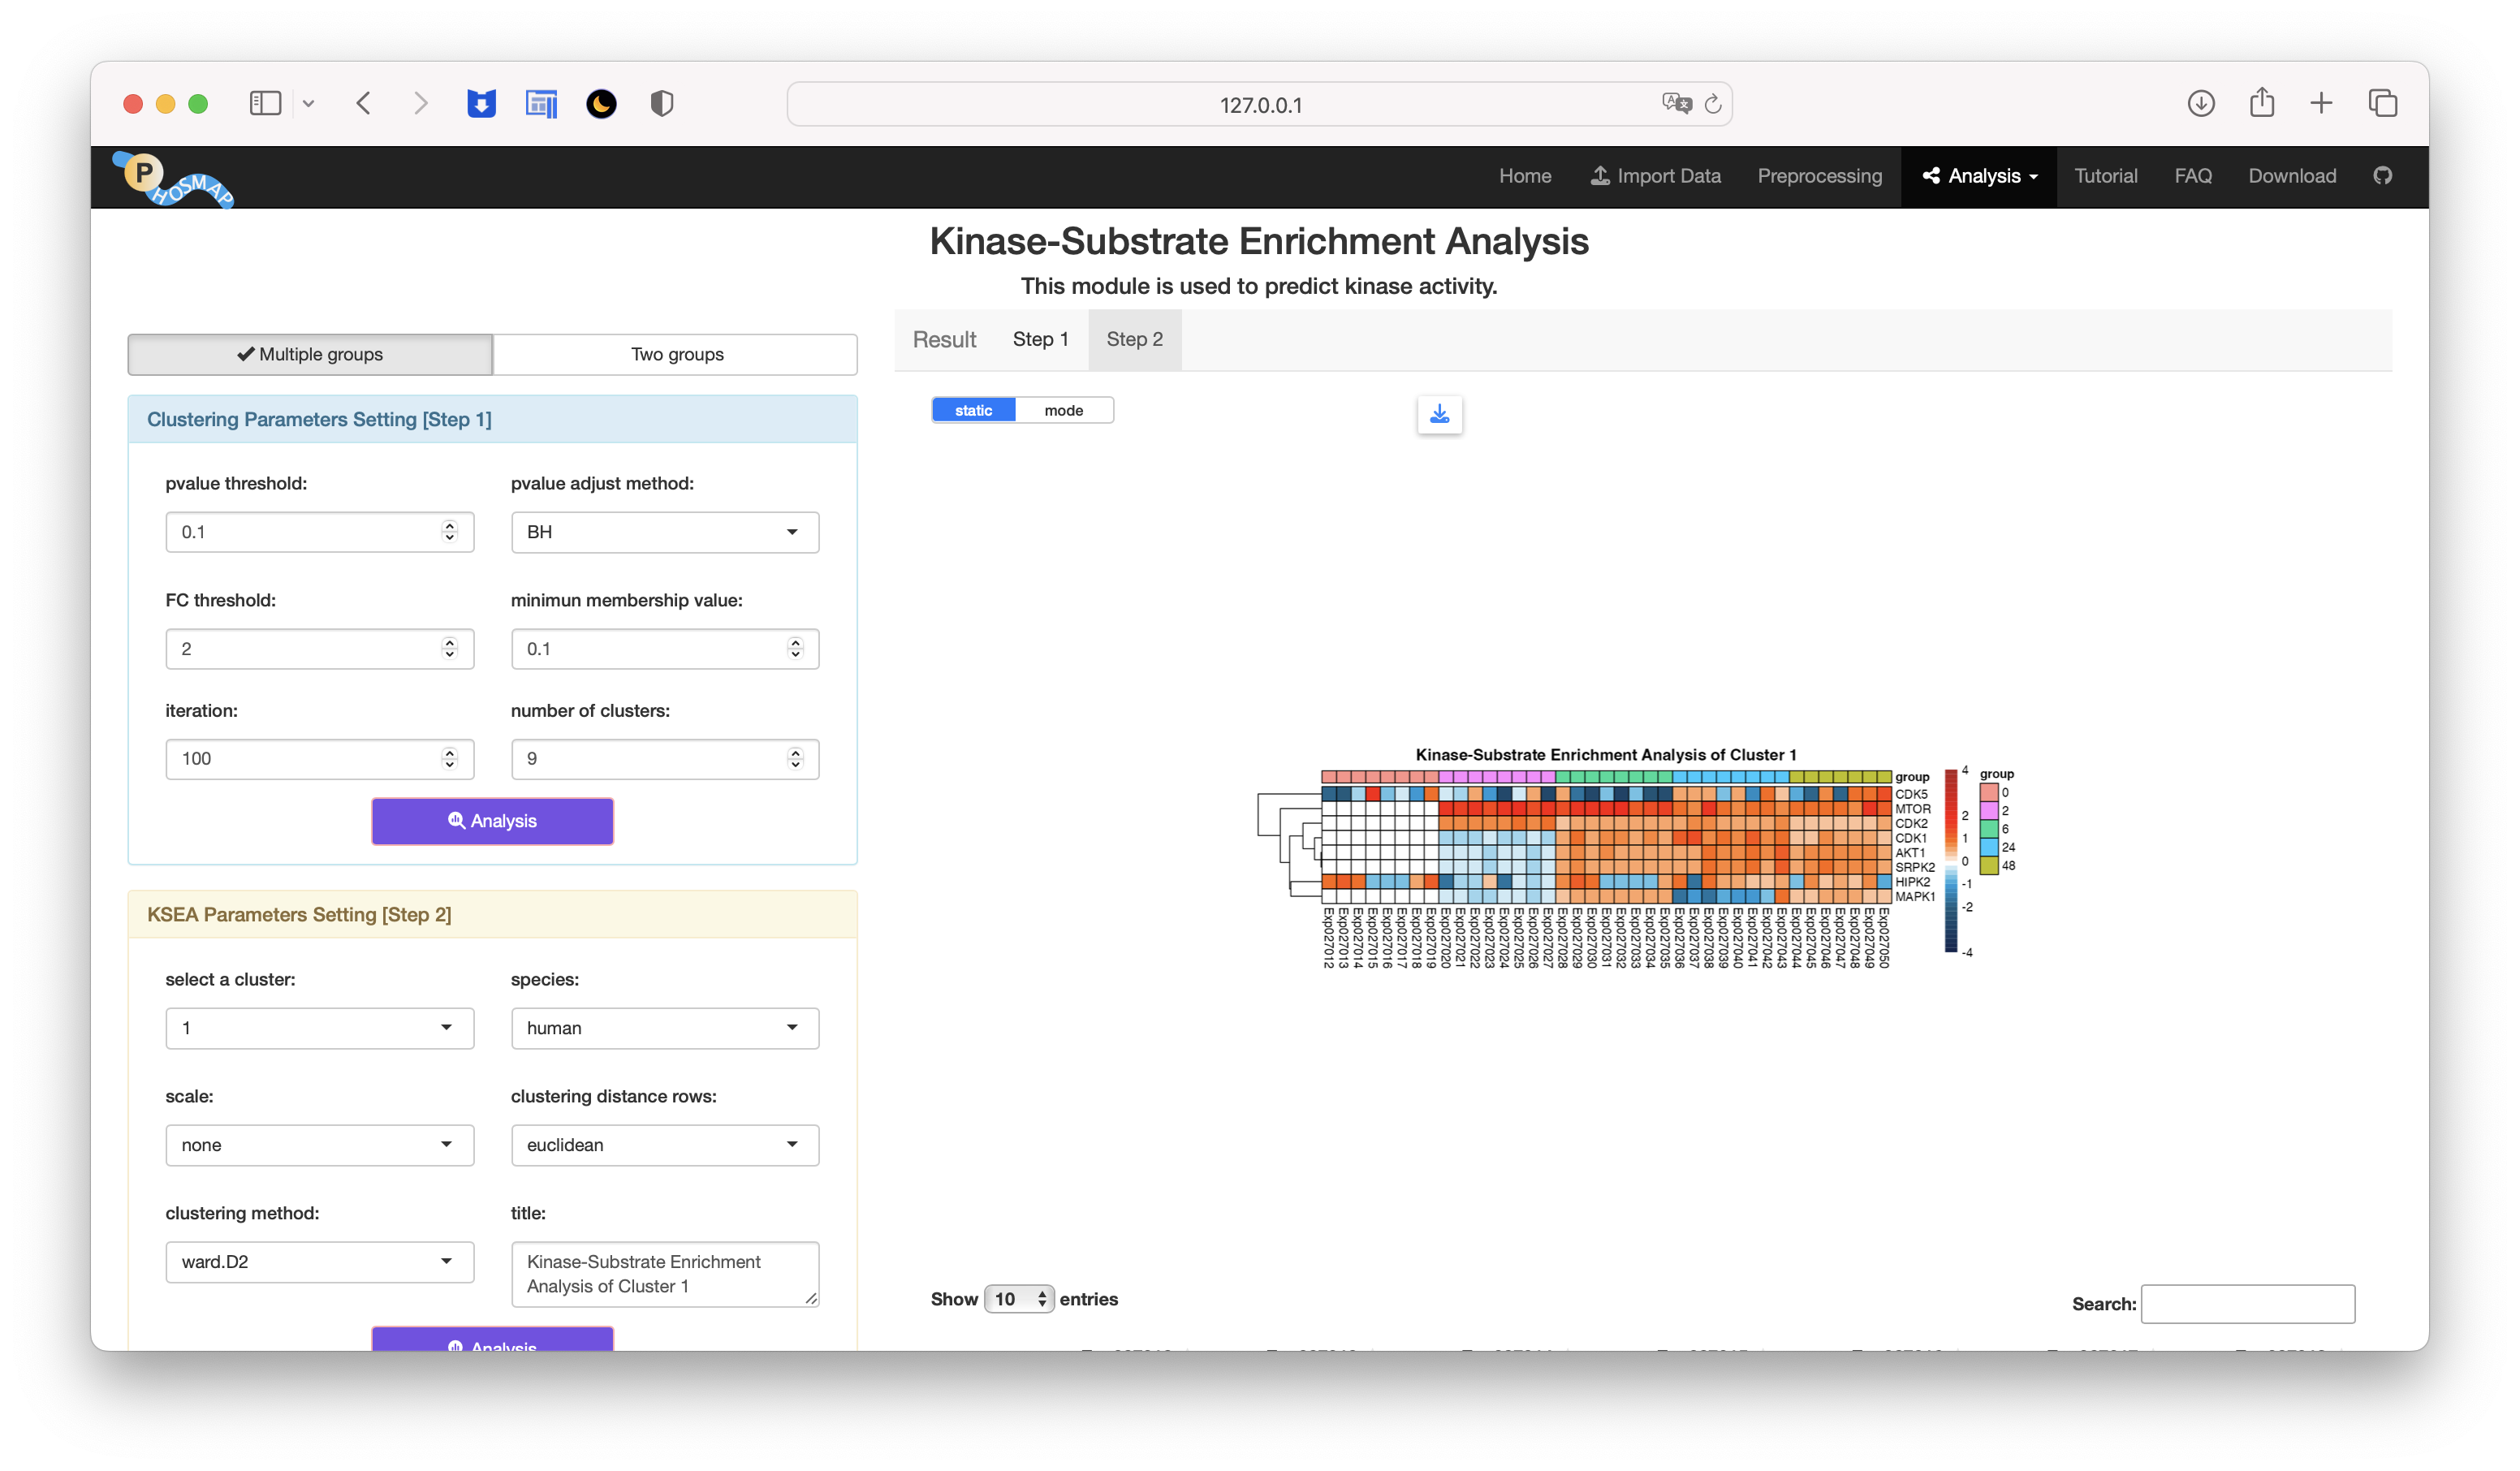 127.0.0.1
PHOSMAP
Home Import Data Preprocessing Analysis Tutorial FAQ Download
Kinase-Substrate Enrichment Analysis
This module is used to predict kinase activity.
Multiple groups Two groups
Result Step 1 Step 2
static mode
Clustering Parameters Setting [Step 1]
pvalue threshold: pvalue adjust method:
0.1 BH
FC threshold: minimun membership value:
2 0.1
iteration: number of clusters:
100 9
Analysis
KSEA Parameters Setting [Step 2]
select a cluster: species:
1 human
scale: clustering distance rows:
none euclidean
clustering method: title:
ward.D2 Kinase-Substrate Enrichment
Analysis of Cluster 1
Analysis
Kinase-Substrate Enrichment Analysis of Cluster 1
group
CDK5
MTOR
CDK2
CDK1
AKT1
SRPK2
HIPK2
MAPK1
4
2
1
0
-1
-2
-4
group
0
2
6
24
48
Exp027012
Exp027013
Exp027014
Exp027015
Exp027016
Exp027017
Exp027018
Exp027019
Exp027020
Exp027021
Exp027022
Exp027023
Exp027024
Exp027025
Exp027026
Exp027027
Exp027028
Exp027029
Exp027030
Exp027031
Exp027032
Exp027033
Exp027034
Exp027035
Exp027036
Exp027037
Exp027038
Exp027039
Exp027040
Exp027041
Exp027042
Exp027043
Exp027044
Exp027045
Exp027046
Exp027047
Exp027048
Exp027049
Exp027050
Show 10 entries
Search: